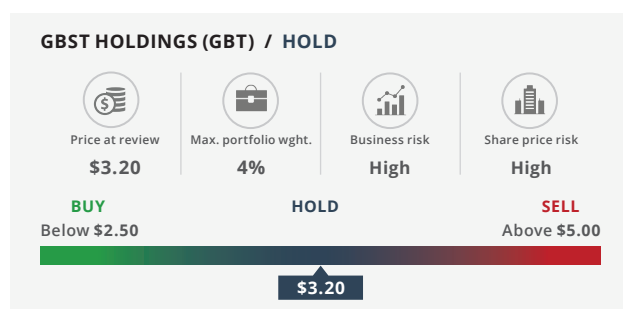 GBST HOLDINGS (GBT) / HOLD
Price at review
$3.20
Max. portfolio wght.
4%
Business risk
High
Share price risk
High
BUY
Below $2.50
HOLD
SELL
Above $5.00
$3.20